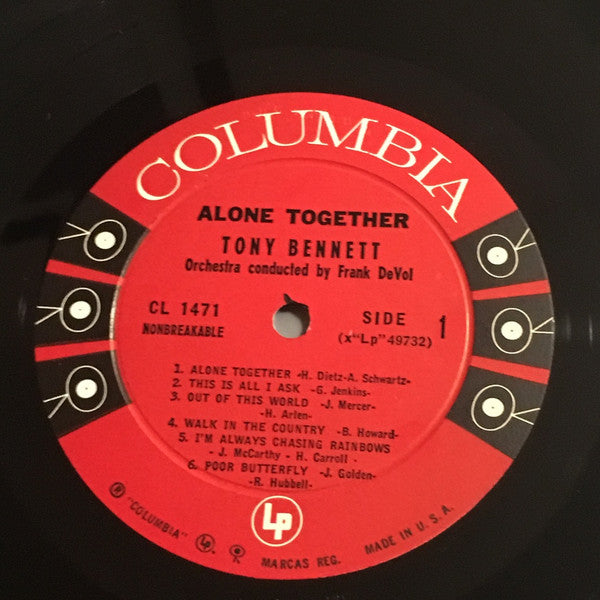 COLUMBIA
ALONE TOGETHER
TONY BENNETT
Orchestra conducted by Frank DeVol
CL 1471
NONBREAKABLE
SIDE 1
(x"Lp"49732)
1. ALONE TOGETHER -H. Dietz-A. Schwartz-
2. THIS IS ALL I ASK -G. Jenkins-
3. OUT OF THIS WORLD -J. Mercer-
-H. Arlen-
4. WALK IN THE COUNTRY -B. Howard-
5. I'M ALWAYS CHASING RAINBOWS
- J. McCarthy - H. Carroll -
6. POOR BUTTERFLY -J. Golden-
-R. Hubbell-
Lp
® "COLUMBIA" MARCAS REG. MADE IN U. S. A.